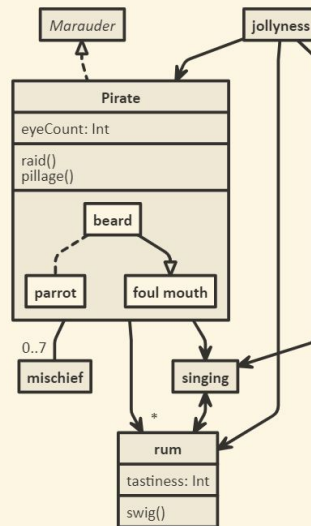 Marauder
jollyness
Pirate
eyeCount: Int
raid()
pillage()
beard
parrot
foul mouth
0..7
mischief
singing
*
rum
tastiness: Int
swig()